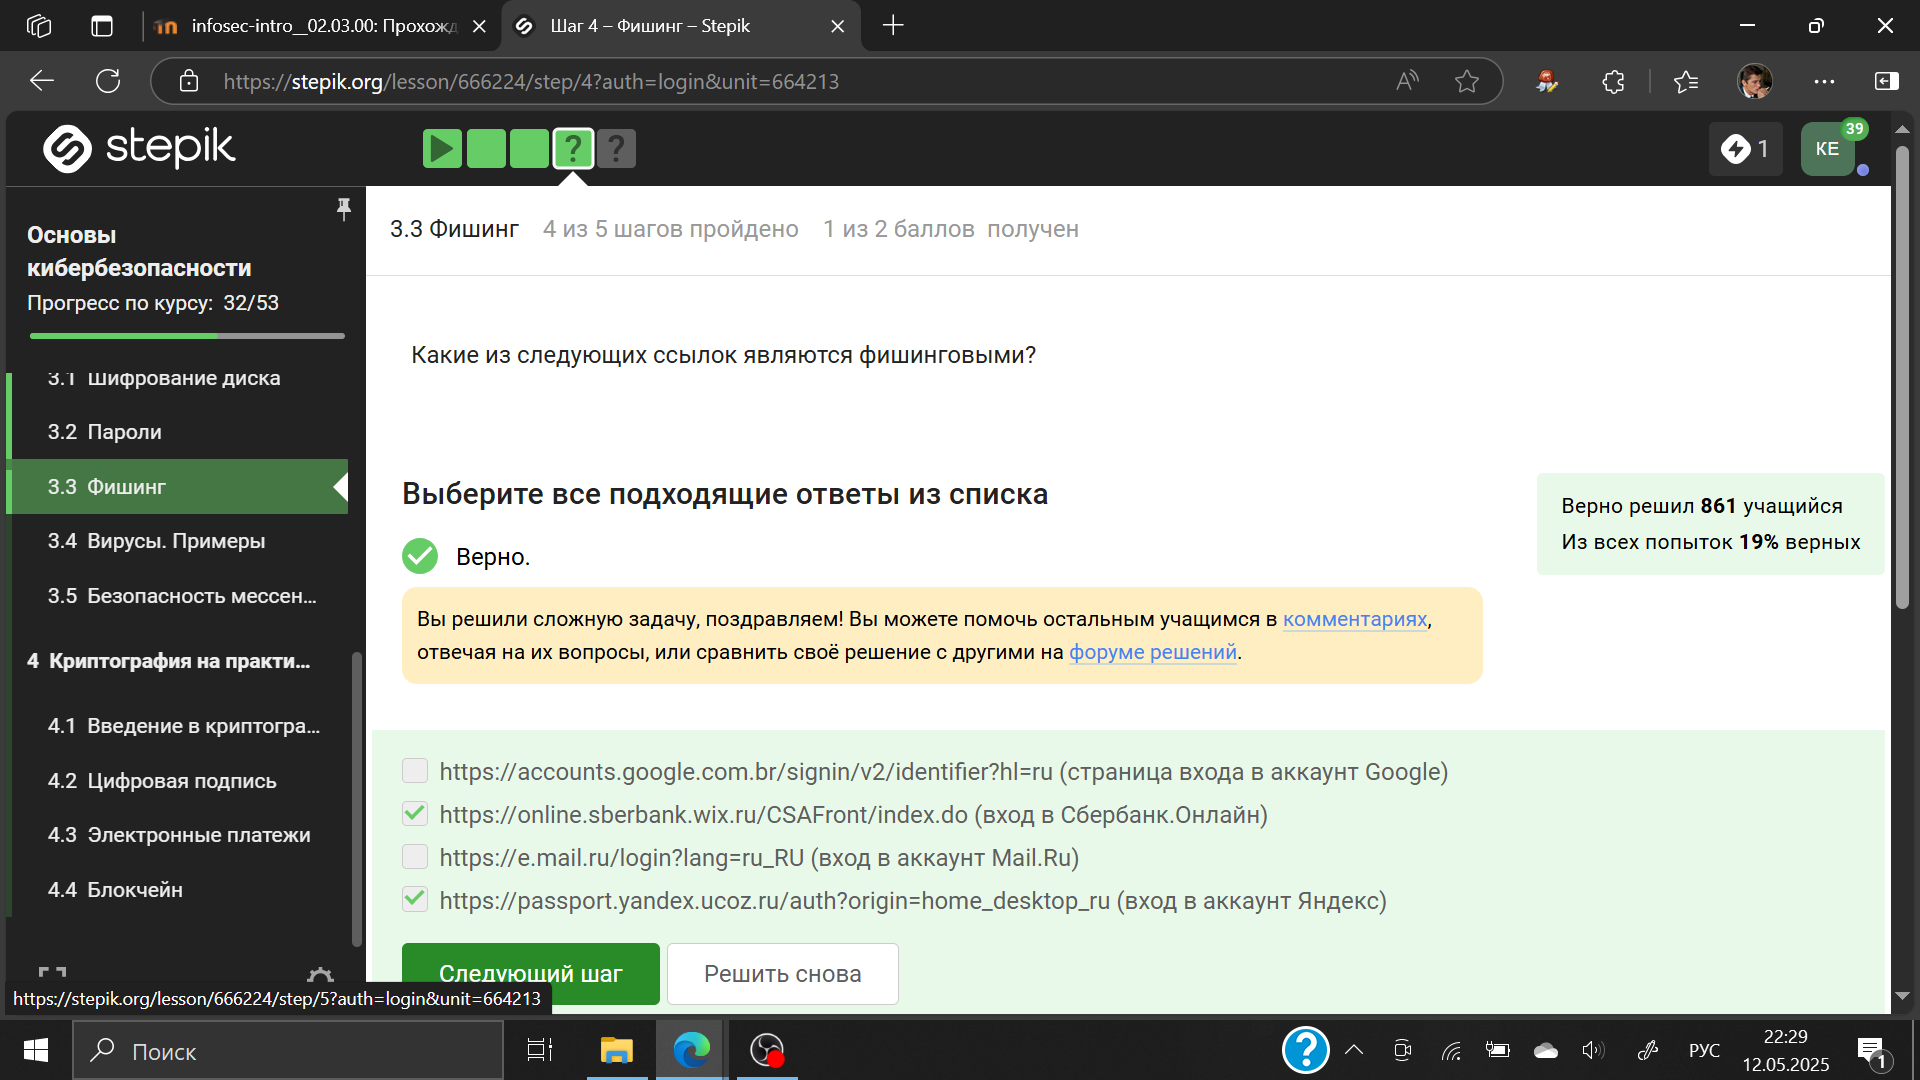 infosec-intro__02.03.00: Прохожд
Шаг 4 – Фишинг – Stepik
https://stepik.org/lesson/666224/step/4?auth=login&unit=664213
stepik
?
?
1
КЕ
39
Основы
кибербезопасности
Прогресс по курсу: 32/53
3.1 Шифрование диска
3.2 Пароли
3.3 Фишинг
3.4 Вирусы. Примеры
3.5 Безопасность мессен...
4 Криптография на практи...
4.1 Введение в криптогра...
4.2 Цифровая подпись
4.3 Электронные платежи
4.4 Блокчейн
3.3 Фишинг 4 из 5 шагов пройдено 1 из 2 баллов получен
Какие из следующих ссылок являются фишинговыми?
Выберите все подходящие ответы из списка
Верно.
Верно решил 861 учащийся
Из всех попыток 19% верных
Вы решили сложную задачу, поздравляем! Вы можете помочь остальным учащимся в комментариях,
отвечая на их вопросы, или сравнить своё решение с другими на форуме решений.
https://accounts.google.com.br/signin/v2/identifier?hl=ru (страница входа в аккаунт Google)
https://online.sberbank.wix.ru/CSAFront/index.do (вход в Сбербанк.Онлайн)
https://e.mail.ru/login?lang=ru_RU (вход в аккаунт Mail.Ru)
https://passport.yandex.ucoz.ru/auth?origin=home_desktop_ru (вход в аккаунт Яндекс)
Следующий шаг
Решить снова
https://stepik.org/lesson/666224/step/5?auth=login&unit=664213
Поиск
?
РУС
22:29
12.05.2025
1